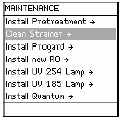 MAINTENANCE
Install Pretreatment →
Clean Strainer →
Install Progard →
Install new RO →
Install UV 254 Lamp →
Install UV 185 Lamp →
Install Quantum →